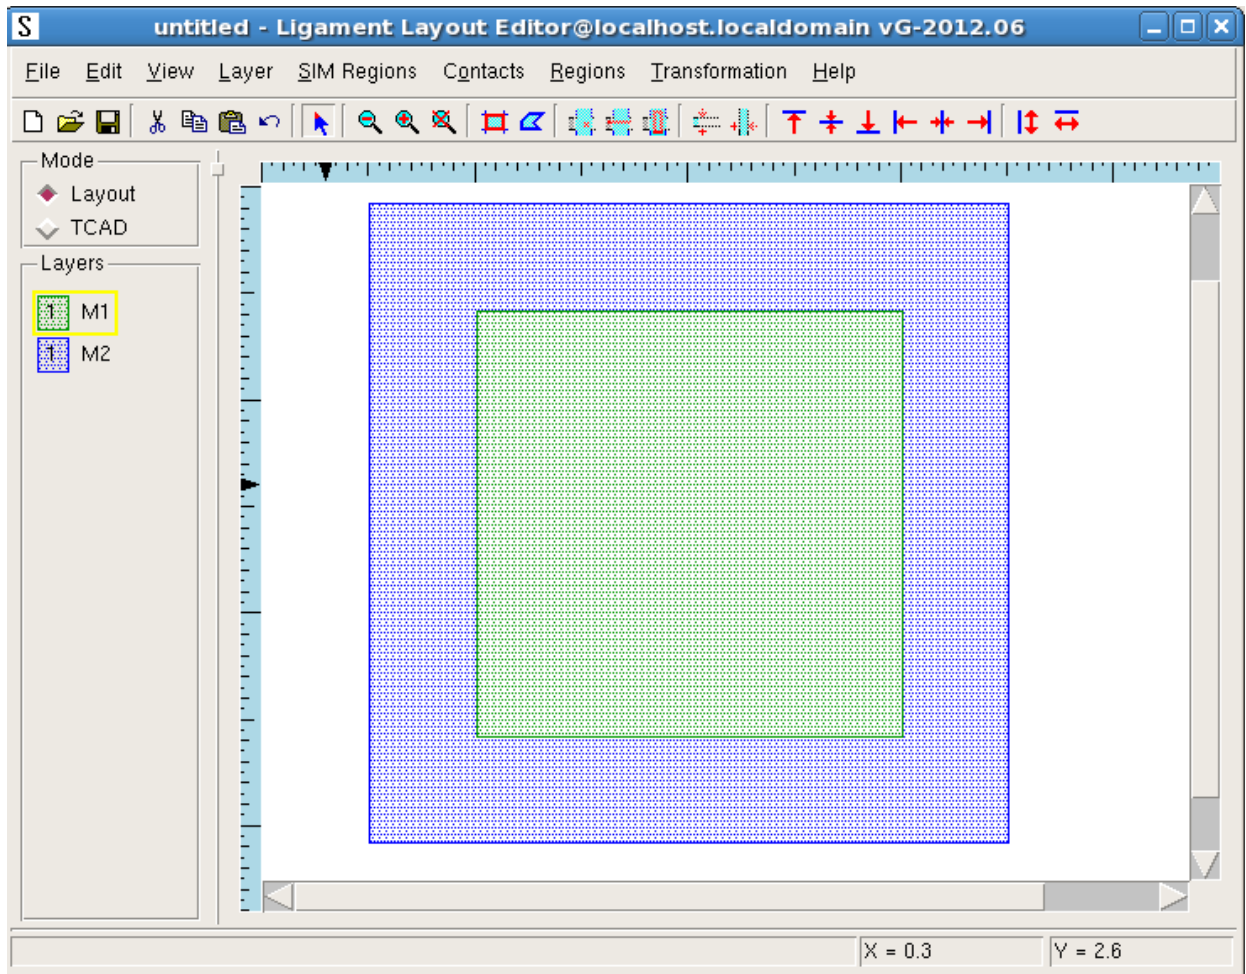 S untitled - Ligament Layout Editor@localhost.localdomain vG-2012.06
File Edit View Layer SIM Regions Contacts Regions Transformation Help
Mode
Layout
TCAD
Layers
1 M1
1 M2
X = 0.3 Y = 2.6